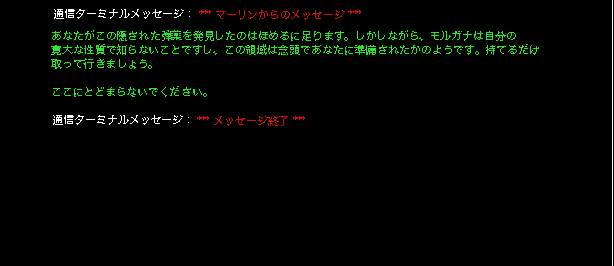 通信ターミナルメッセージ： *** マーリンからのメッセージ ***
あなたがこの隠された弾薬を発見したのはほめるに足ります。しかしながら、モルガナは自分の
寛大な性質で知らないことですし、この領域は念頭であなたに準備されたかのようです。持てるだけ
取って行きましょう。
ここにとどまらないでください。
通信ターミナルメッセージ： *** メッセージ終了 ***